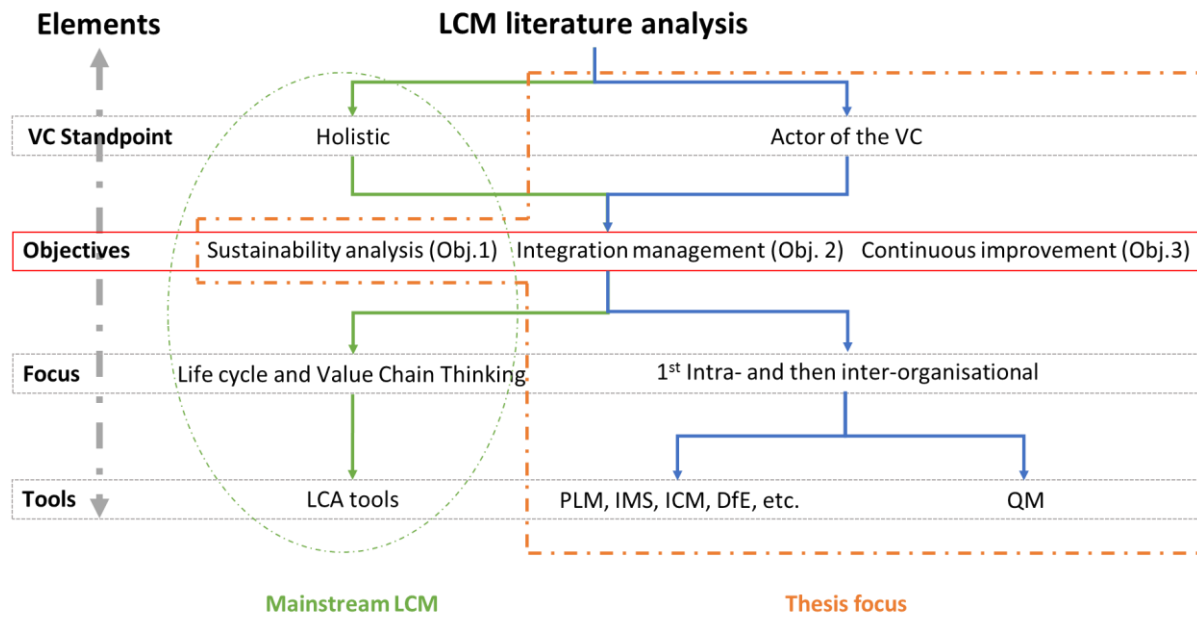 Elements
LCM literature analysis
VC Standpoint
Holistic
Actor of the VC
Objectives
Sustainability analysis (Obj.1)
Integration management (Obj. 2)
Continuous improvement (Obj.3)
Focus
Life cycle and Value Chain Thinking
1st Intra- and then inter-organisational
Tools
LCA tools
PLM, IMS, ICM, DfE, etc.
QM
Mainstream LCM
Thesis focus